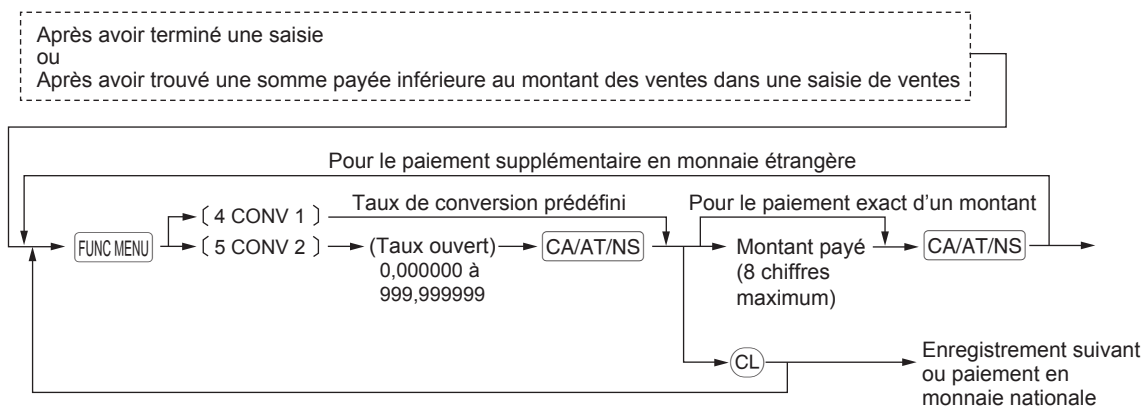 Après avoir terminé une saisie
ou
Après avoir trouvé une somme payée inférieure au montant des ventes dans une saisie de ventes
Pour le paiement supplémentaire en monnaie étrangère
〔 4 CONV 1 〕 Taux de conversion prédéfini Pour le paiement exact d'un montant
FUNC MENU 〔 5 CONV 2 〕 (Taux ouvert) CA/AT/NS Montant payé CA/AT/NS
0,000000 à (8 chiffres
999,999999 maximum)
CL Enregistrement suivant
ou paiement en
monnaie nationale